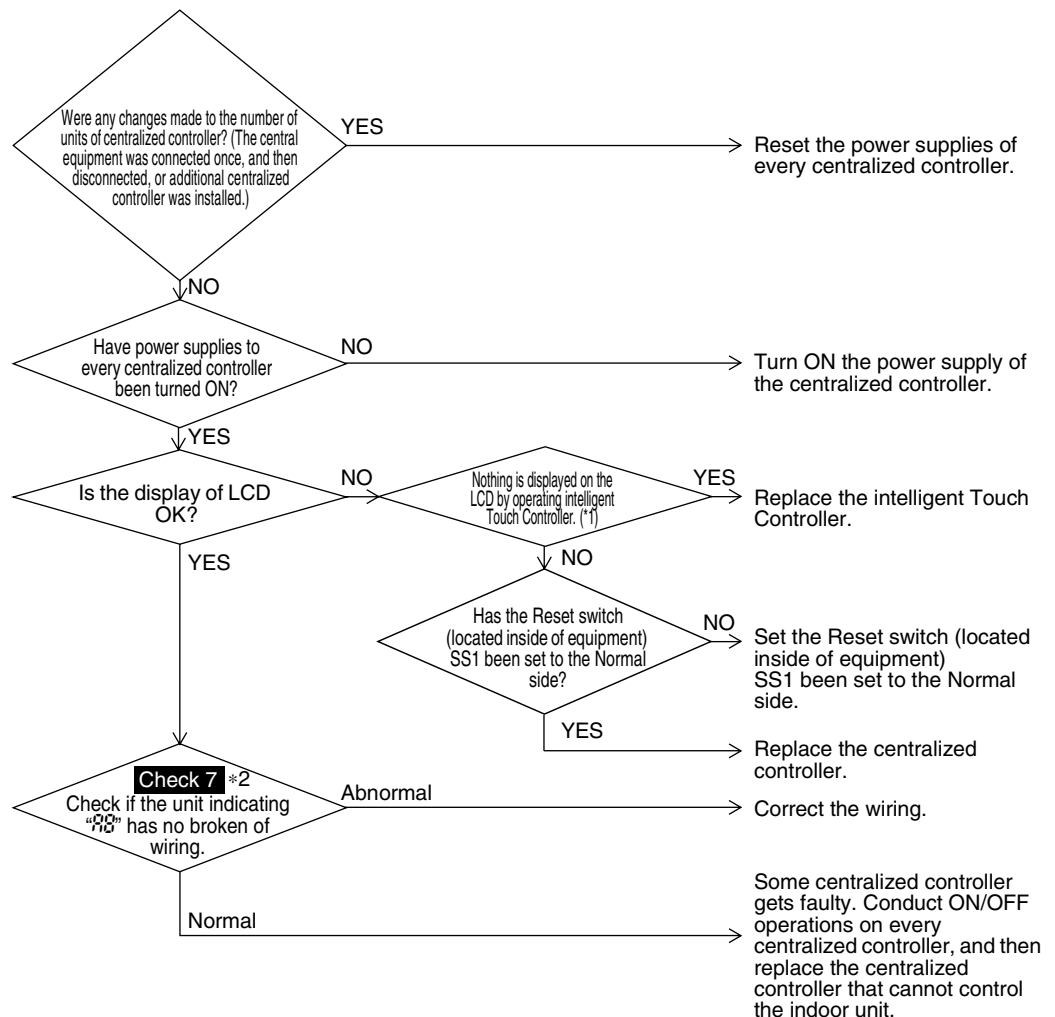 Were any changes made to the number of
units of centralized controller? (The central
equipment was connected once, and then
disconnected, or additional centralized
controller was installed.)
YES
Reset the power supplies of
every centralized controller.
NO
Have power supplies to
every centralized controller
been turned ON?
NO
Turn ON the power supply of
the centralized controller.
YES
Is the display of LCD
OK?
NO
Nothing is displayed on the
LCD by operating intelligent
Touch Controller. (*1)
YES
Replace the intelligent Touch
Controller.
YES
NO
Has the Reset switch
(located inside of equipment)
SS1 been set to the Normal
side?
NO
Set the Reset switch (located
inside of equipment)
SS1 been set to the Normal
side.
YES
Replace the centralized
controller.
Check 7 *2
Check if the unit indicating
"" has no broken of
wiring.
Abnormal
Correct the wiring.
Normal
Some centralized controller
gets faulty. Conduct ON/OFF
operations on every
centralized controller, and then
replace the centralized
controller that cannot control
the indoor unit.